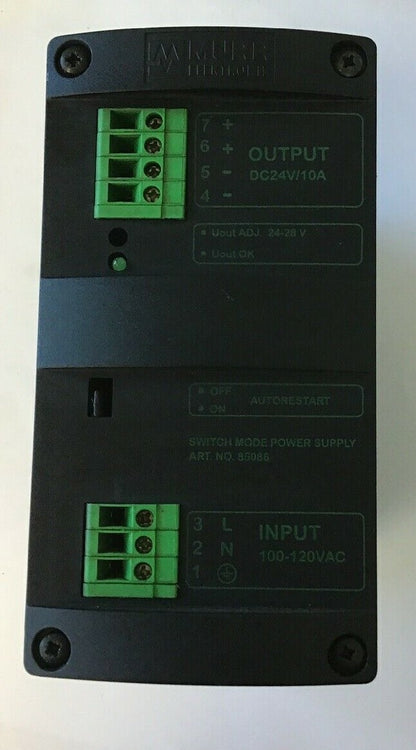 MURR
ELEKTRONIK
7 +
6 +
5 -
4 -
OUTPUT
DC24V/10A
Uout ADJ. 24-28 V
Uout OK
OFF
ON
AUTORESTART
SWITCH MODE POWER SUPPLY
ART. NO. 85086
3 L
2 N
1
INPUT
100-120VAC